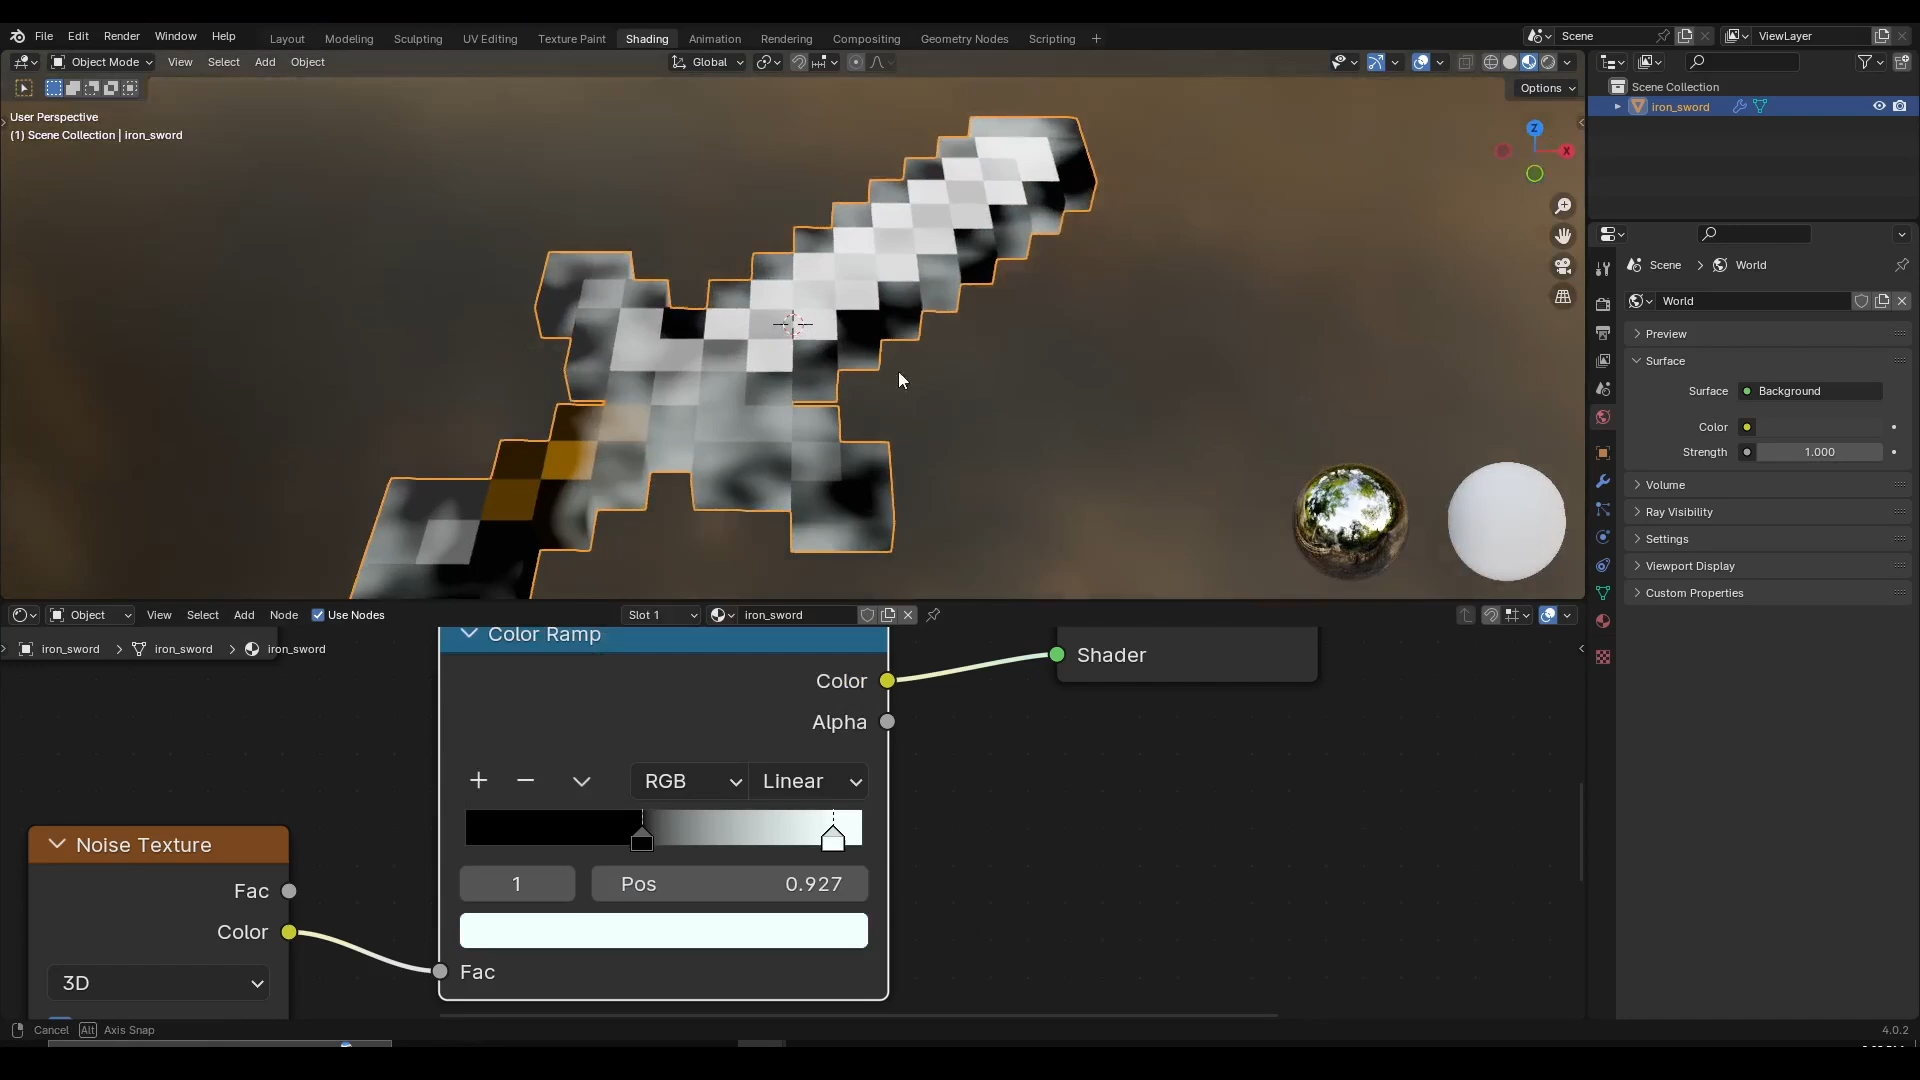 File Edit Render Window Help Layout Modeling Sculpting UV Editing Texture Paint Shading Animation Rendering Compositing Geometry Nodes Scripting + Scene ViewLayer
Object Mode View Select Add Object Global
Options
User Perspective
(1) Scene Collection | iron_sword
Z
X
Scene Collection
iron_sword
Scene > World
World
Preview
Surface
Surface Background
Color
Strength 1.000
Volume
Ray Visibility
Settings
Viewport Display
Custom Properties
Object View Select Add Node Use Nodes Slot 1 iron_sword
iron_sword > iron_sword > iron_sword
Color Ramp
Color
Alpha
RGB Linear
1 Pos 0.927
Fac
Shader
Noise Texture
Fac
Color
3D
Cancel Alt Axis Snap 4.0.2